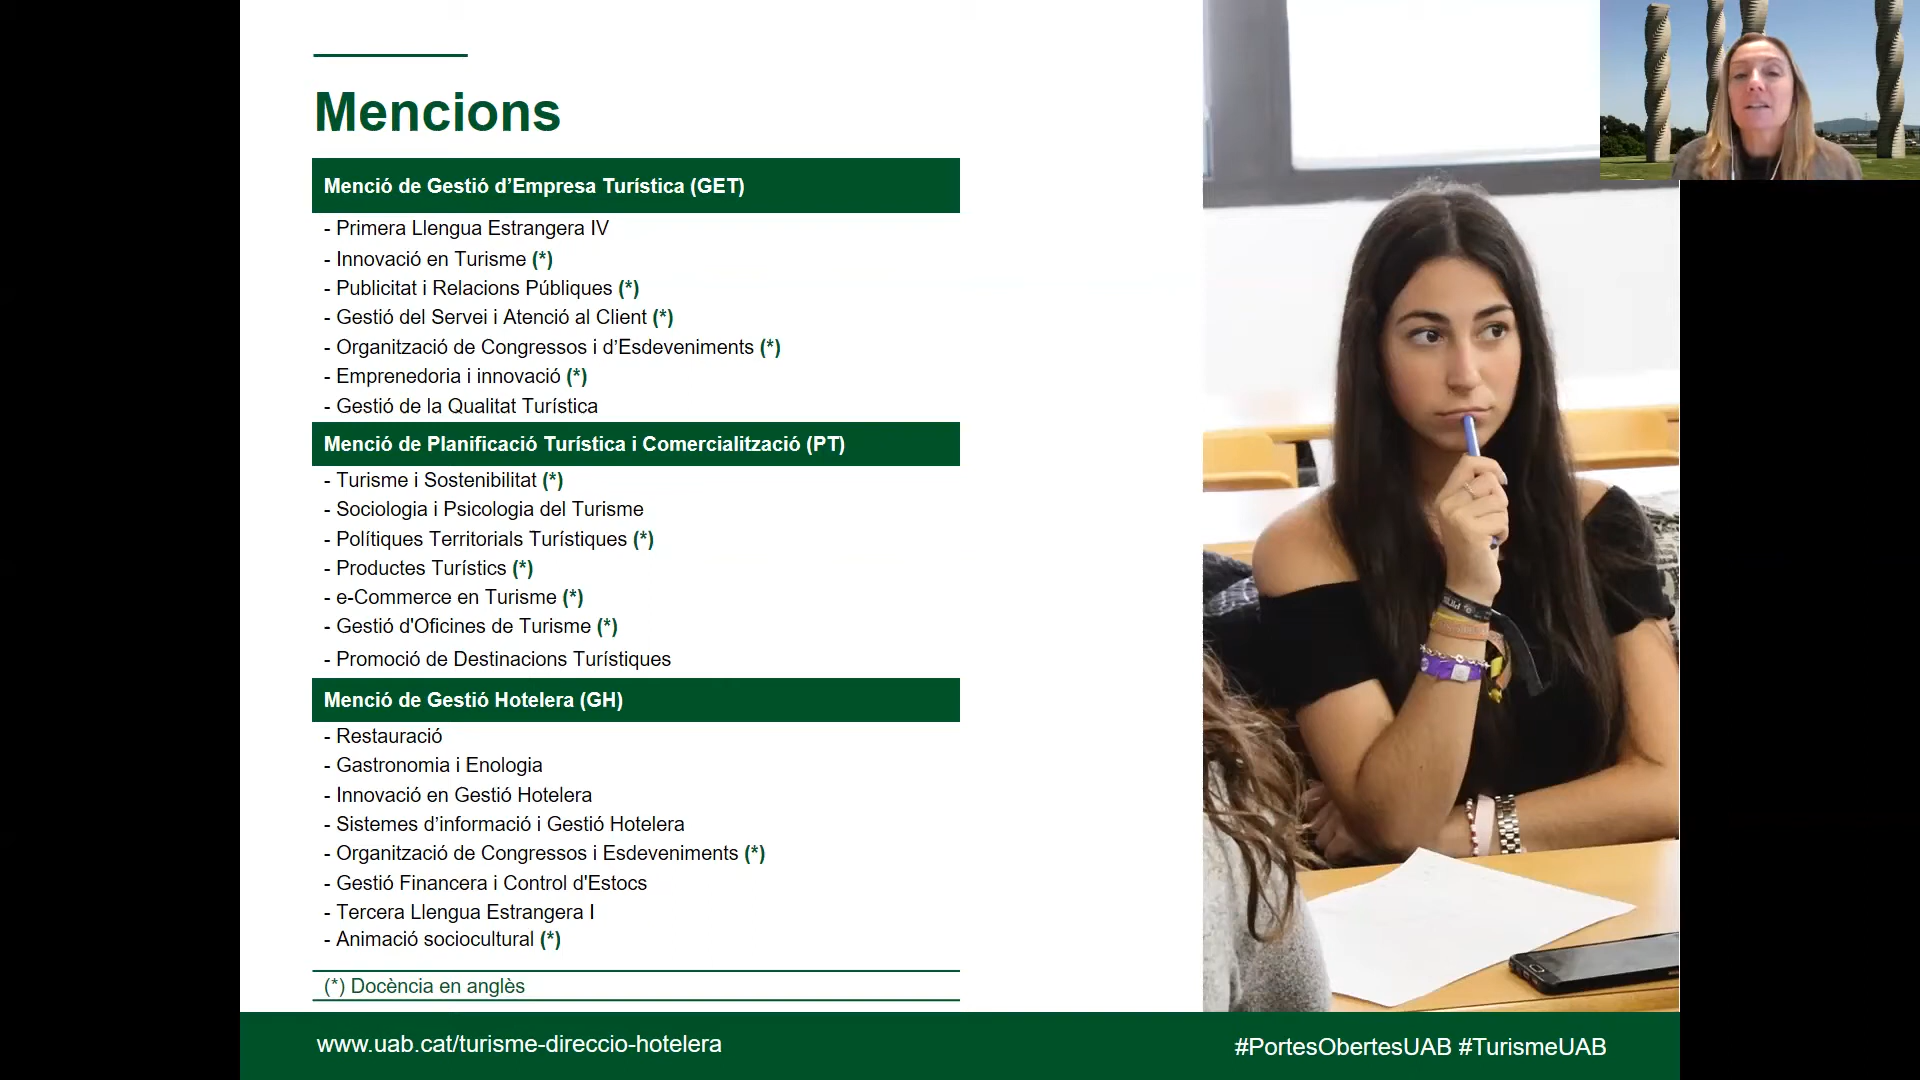 Mencions
Menció de Gestió d’Empresa Turística (GET)
- Primera Llengua Estrangera IV
- Innovació en Turisme (*)
- Publicitat i Relacions Públiques (*)
- Gestió del Servei i Atenció al Client (*)
- Organització de Congressos i d’Esdeveniments (*)
- Emprenedoria i innovació (*)
- Gestió de la Qualitat Turística
Menció de Planificació Turística i Comercialització (PT)
- Turisme i Sostenibilitat (*)
- Sociologia i Psicologia del Turisme
- Polítiques Territorials Turístiques (*)
- Productes Turístics (*)
- e-Commerce en Turisme (*)
- Gestió d'Oficines de Turisme (*)
- Promoció de Destinacions Turístiques
Menció de Gestió Hotelera (GH)
- Restauració
- Gastronomia i Enologia
- Innovació en Gestió Hotelera
- Sistemes d’informació i Gestió Hotelera
- Organització de Congressos i Esdeveniments (*)
- Gestió Financera i Control d'Estocs
- Tercera Llengua Estrangera I
- Animació sociocultural (*)
(*) Docència en anglès
www.uab.cat/turisme-direccio-hotelera
#PortesObertesUAB #TurismeUAB